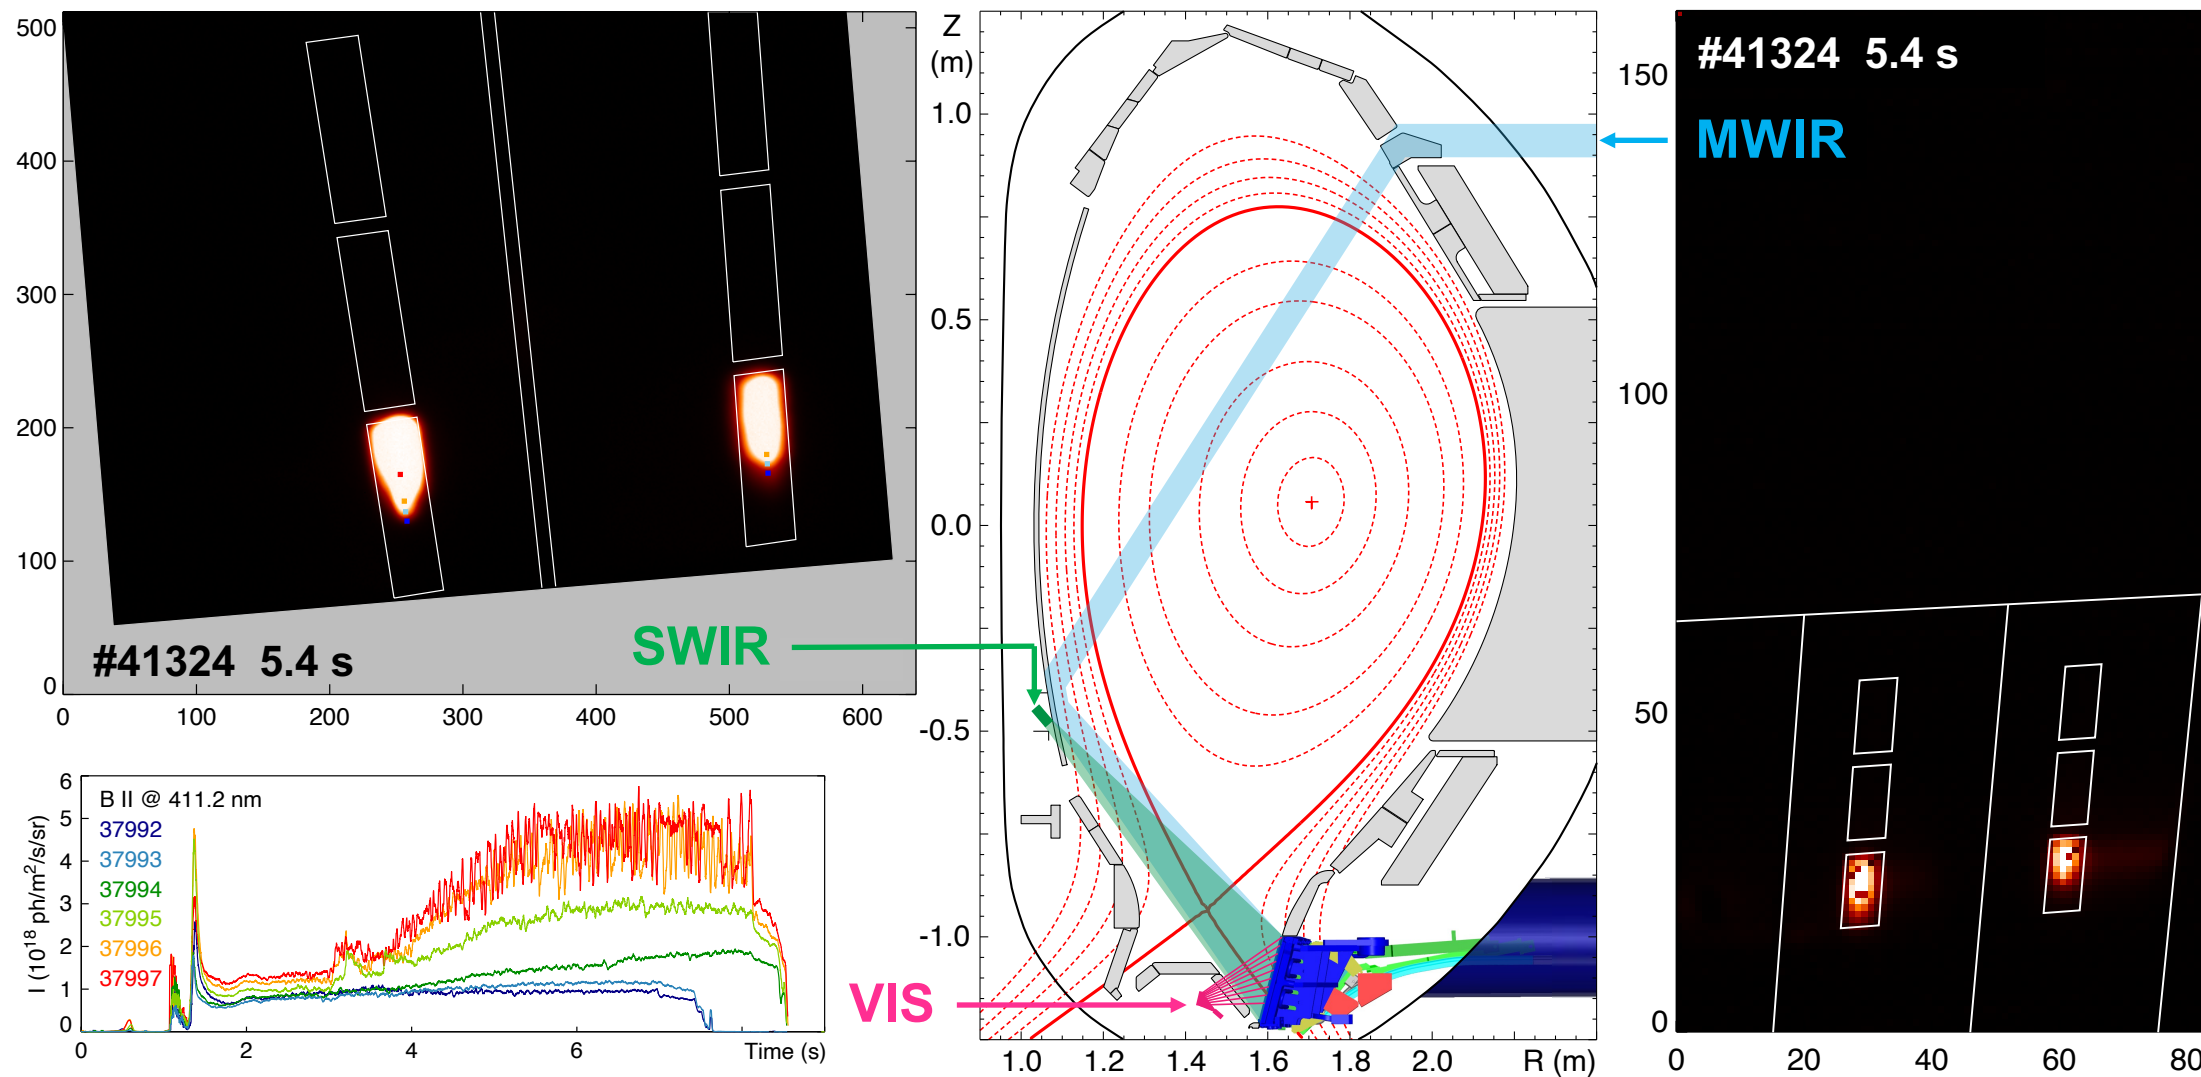 500
400
300
200
100
0
0 100 200 300 400 500 600
#41324 5.4 s
SWIR
6
5
4
3
2
1
0
I (10^18 ph/m^2/s/sr)
B II @ 411.2 nm
37992
37993
37994
37995
37996
37997
0 2 4 6 Time (s)
VIS
Z
(m)
1.0
0.5
0.0
-0.5
-1.0
1.0 1.2 1.4 1.6 1.8 2.0 R (m)
#41324 5.4 s
MWIR
150
100
50
0
0 20 40 60 80